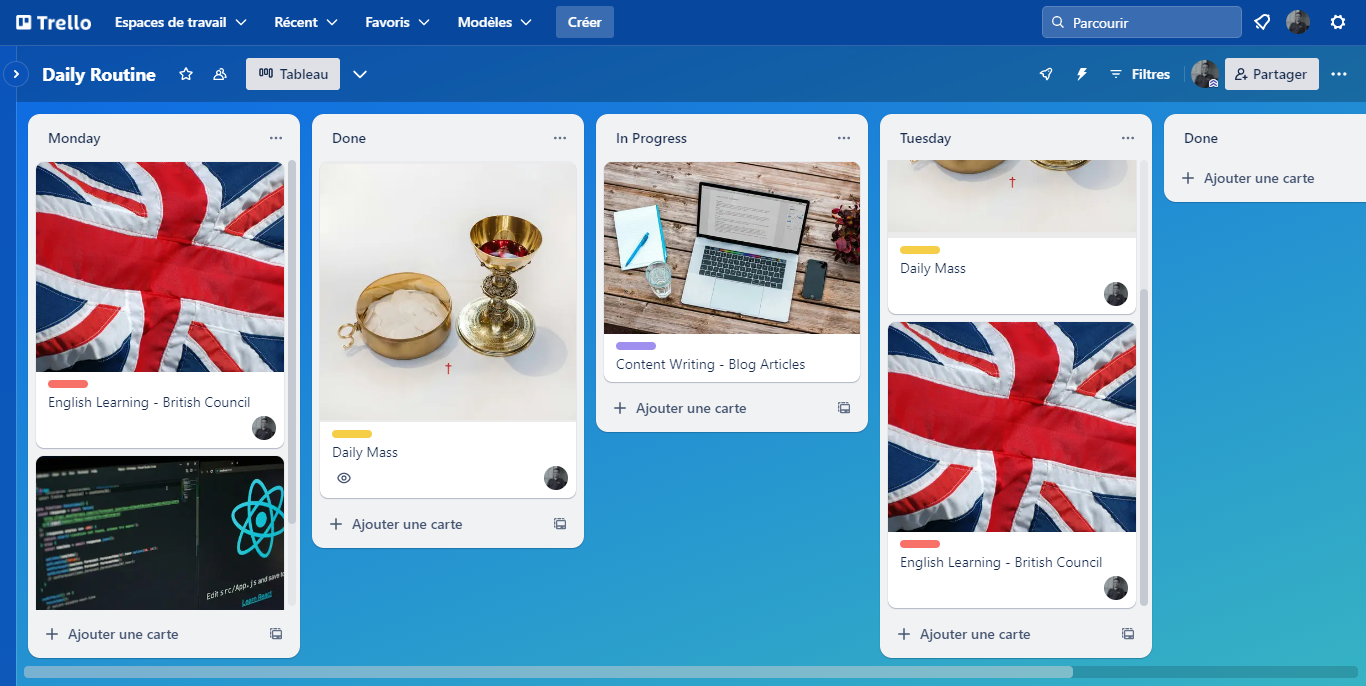 Trello
Espaces de travail
Récent
Favoris
Modèles
Créer
Parcourir
Daily Routine
Tableau
Filtres
Partager
Monday
English Learning - British Council
Edit src/App.js and save to
Learn React
Ajouter une carte
Done
Daily Mass
Ajouter une carte
In Progress
Content Writing - Blog Articles
Ajouter une carte
Tuesday
Daily Mass
English Learning - British Council
Ajouter une carte
Done
Ajouter une carte